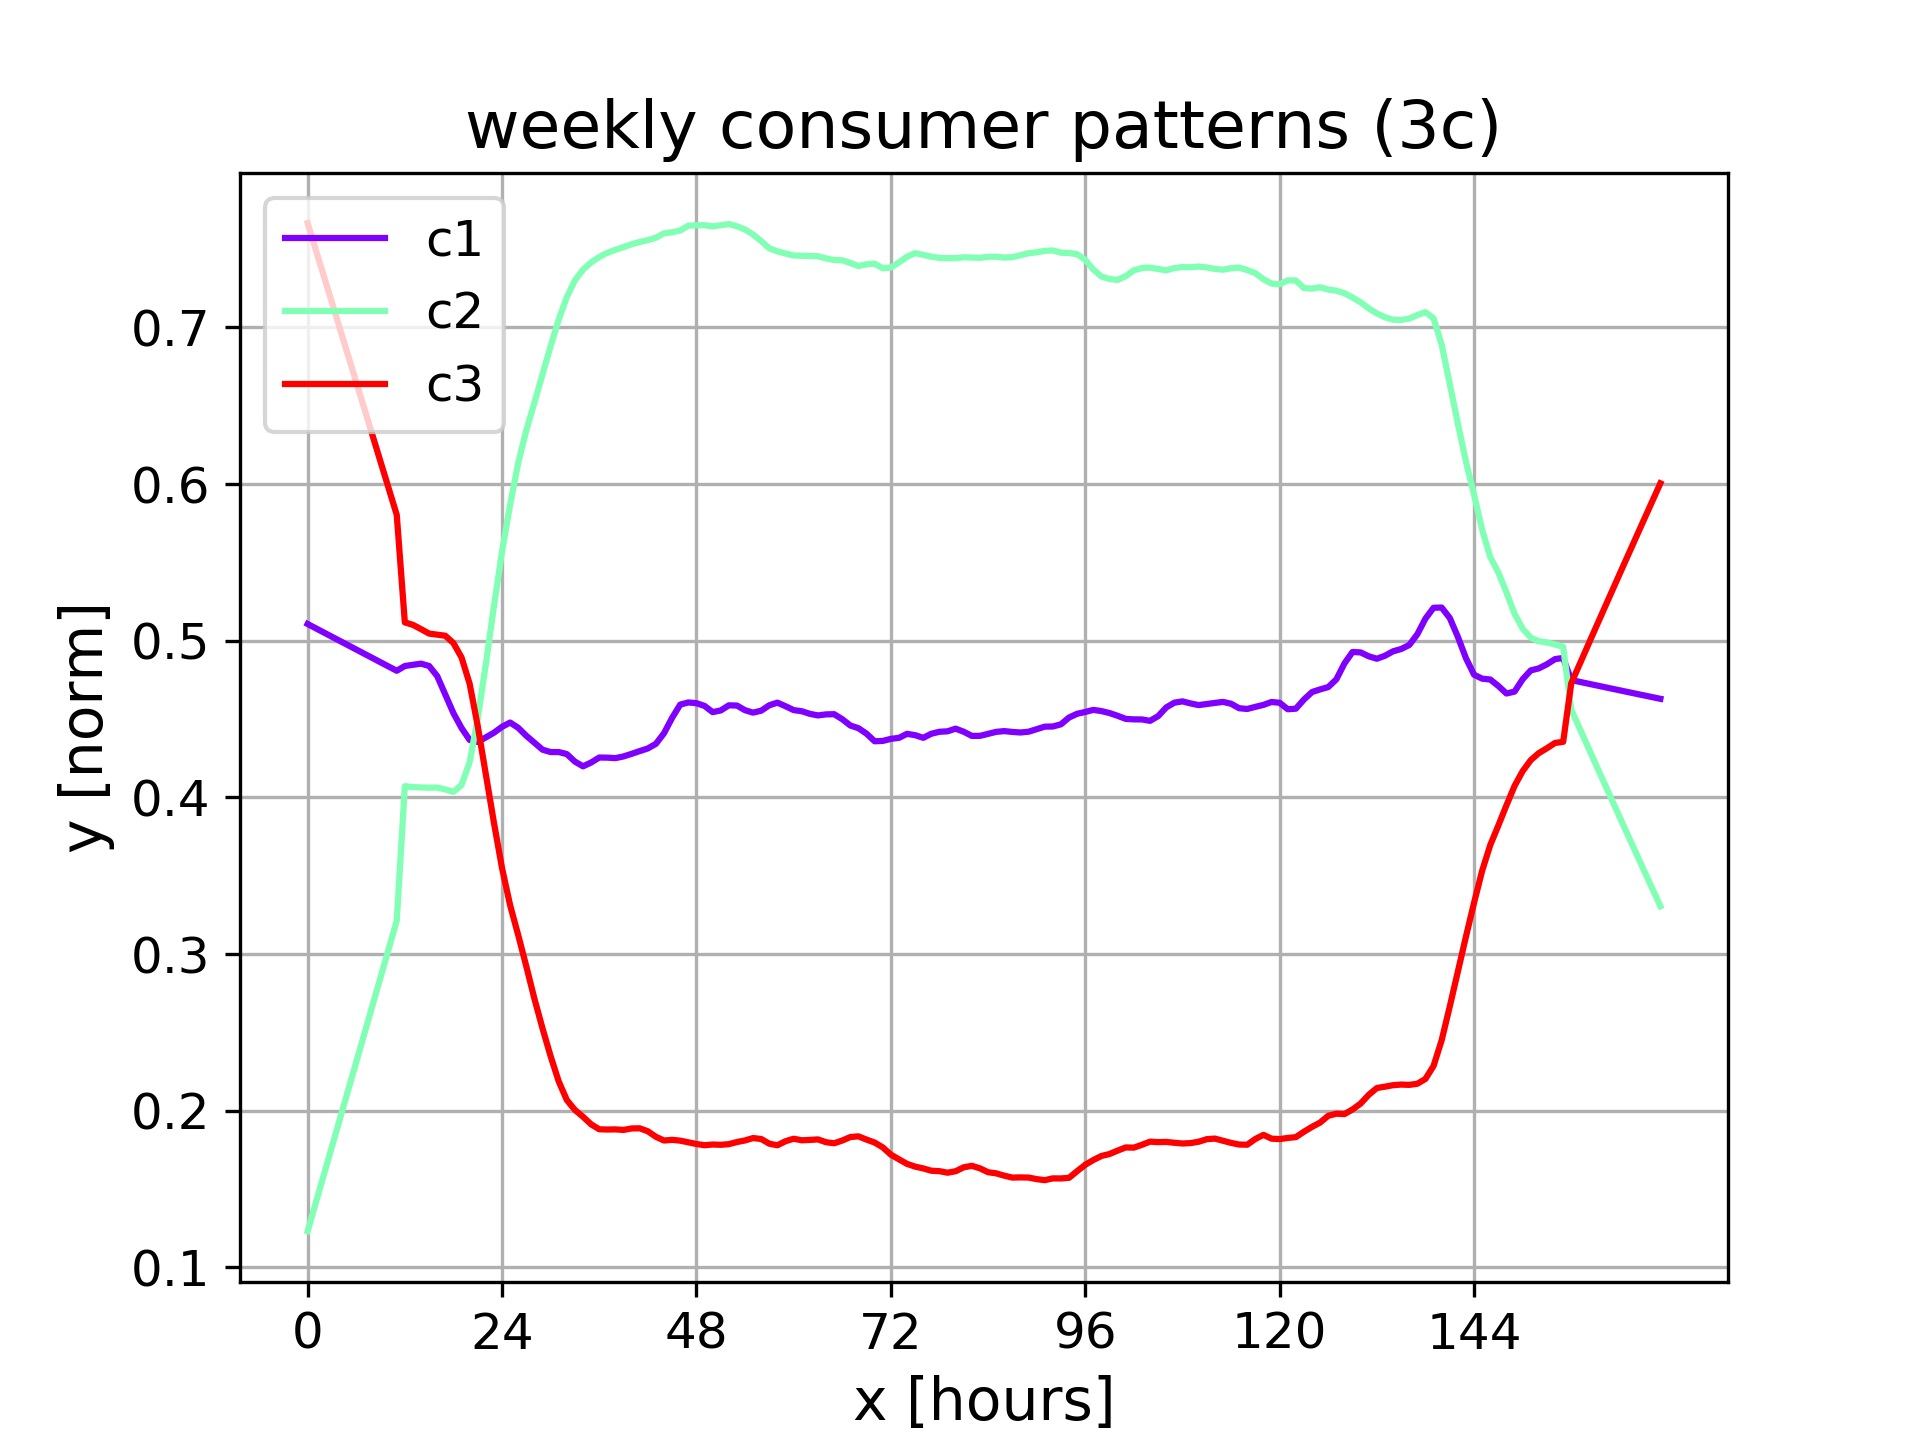 weekly consumer patterns (3c)
c1
c2
c3
y [norm]
0.7
0.6
0.5
0.4
0.3
0.2
0.1
0 24 48 72 96 120 144
x [hours]